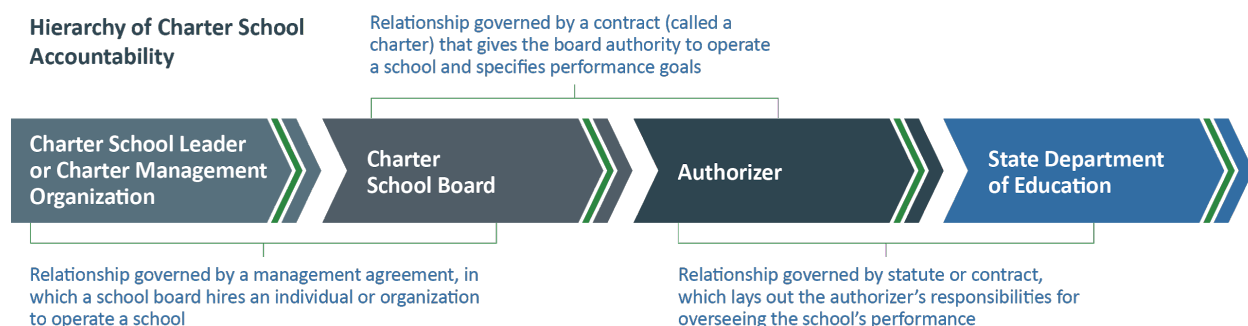 Hierarchy of Charter School
Accountability
Relationship governed by a contract (called a
charter) that gives the board authority to operate
a school and specifies performance goals
Charter School Leader
or Charter Management
Organization
Charter
School Board
Authorizer
State Department
of Education
Relationship governed by a management agreement, in
which a school board hires an individual or organization
to operate a school
Relationship governed by statute or contract,
which lays out the authorizer’s responsibilities for
overseeing the school’s performance